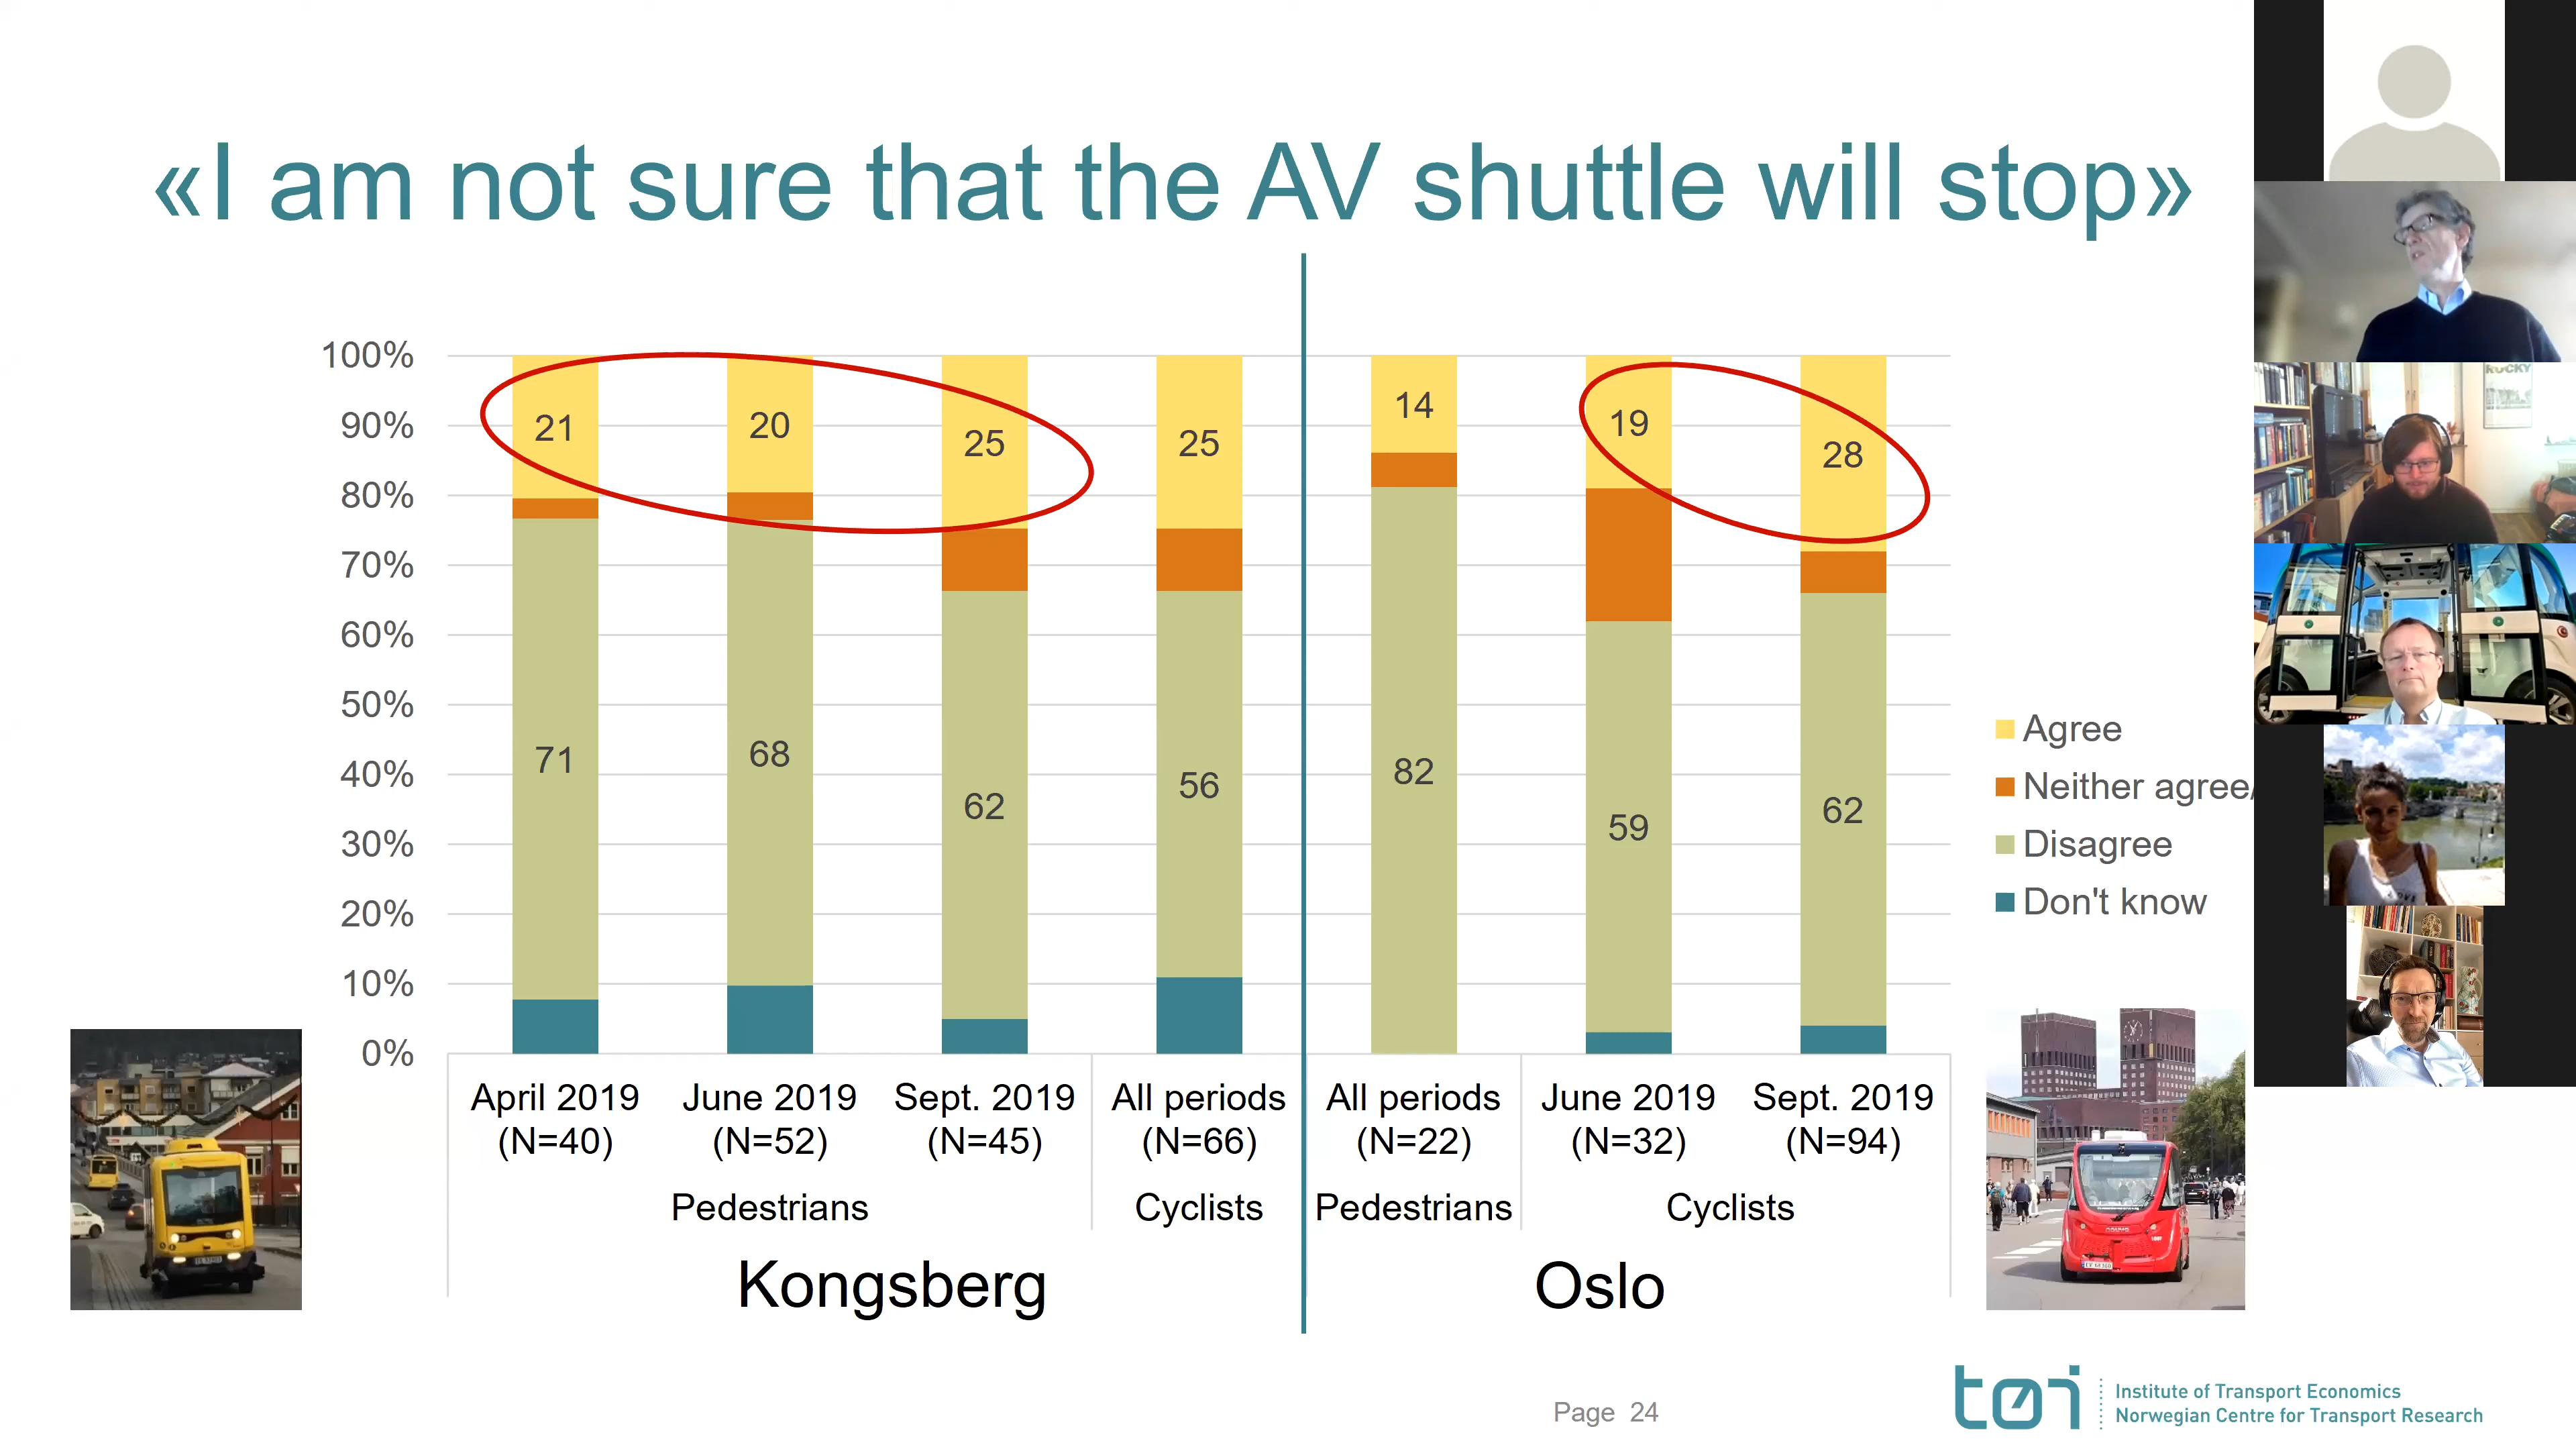 «I am not sure that the AV shuttle will stop»
100%
90%
80%
70%
60%
50%
40%
30%
20%
10%
0%
21
20
25
25
14
19
28
71
68
62
56
82
59
62
Agree
Neither agree/
Disagree
Don't know
April 2019
(N=40)
June 2019
(N=52)
Sept. 2019
(N=45)
All periods
(N=66)
All periods
(N=22)
June 2019
(N=32)
Sept. 2019
(N=94)
Pedestrians
Cyclists
Pedestrians
Cyclists
Kongsberg
Oslo
Page 24
tøi
Institute of Transport Economics
Norwegian Centre for Transport Research
ROCKY